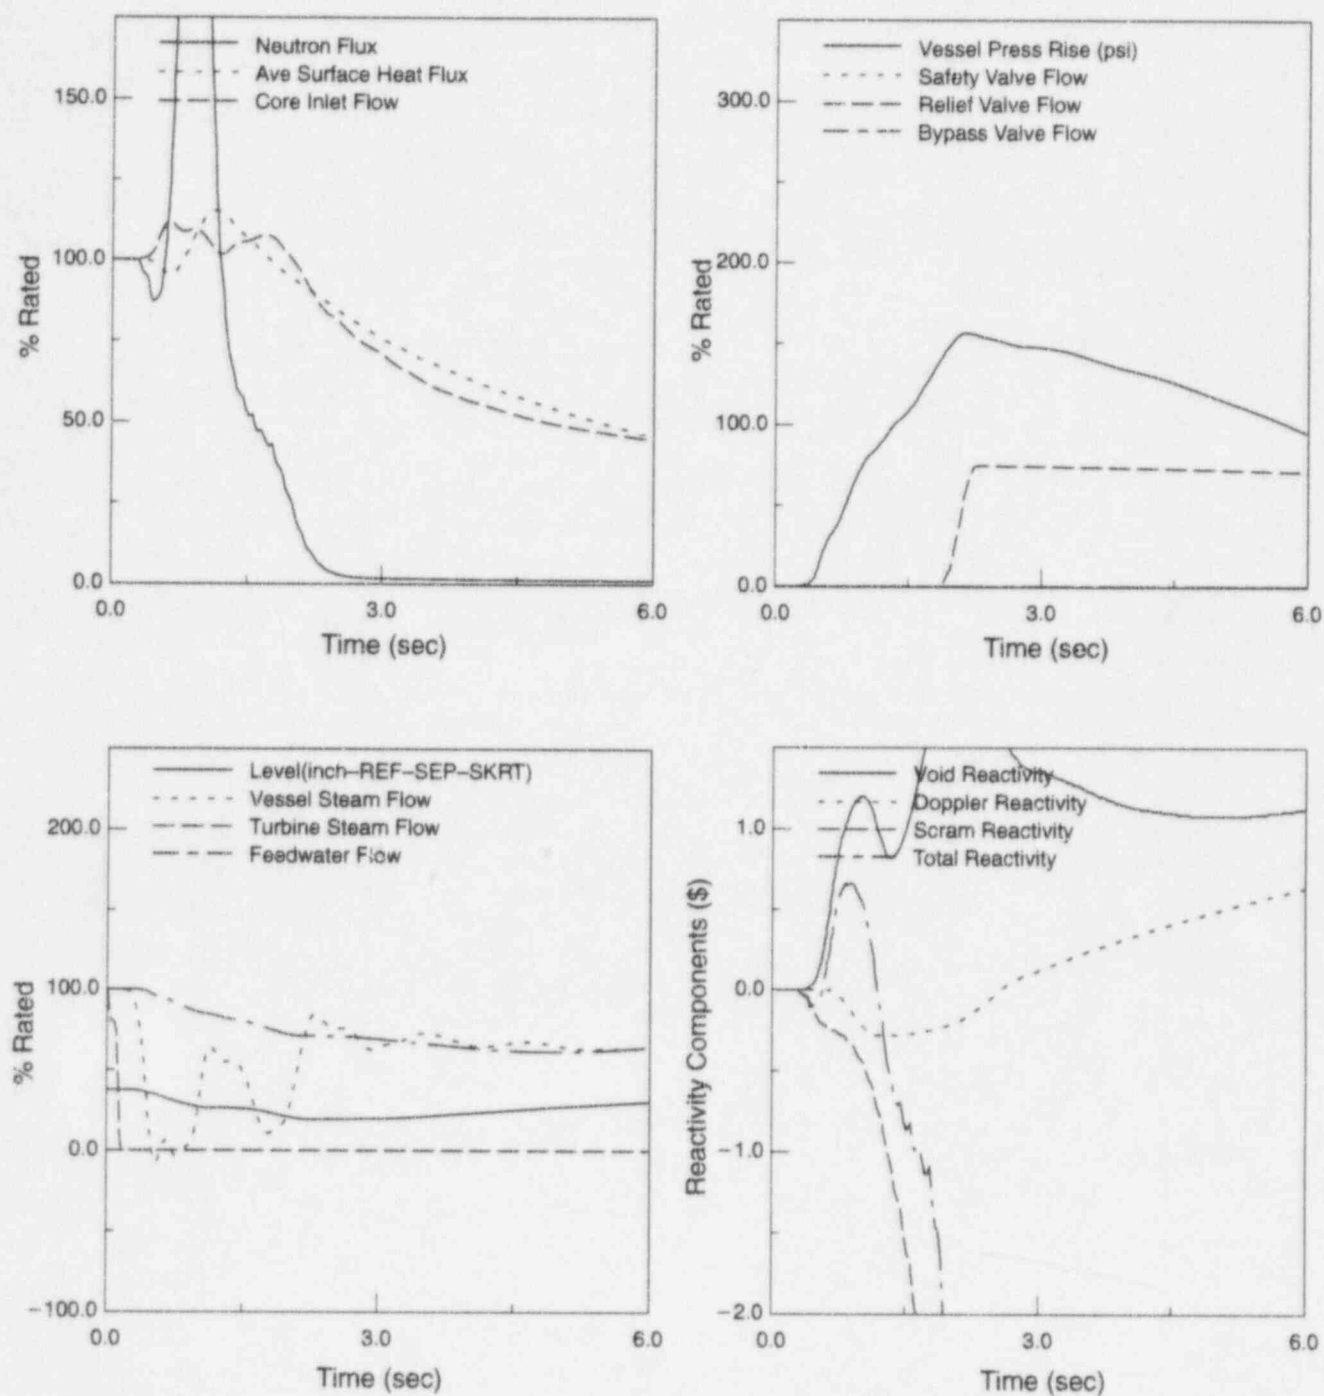 Neutron Flux
Ave Surface Heat Flux
Core Inlet Flow
150.0
100.0
50.0
0.0
% Rated
0.0 3.0 6.0
Time (sec)
Vessel Press Rise (psi)
Safety Valve Flow
Relief Valve Flow
Bypass Valve Flow
300.0
200.0
100.0
0.0
% Rated
0.0 3.0 6.0
Time (sec)
Level(inch-REF-SEP-SKRT)
Vessel Steam Flow
Turbine Steam Flow
Feedwater Flow
200.0
100.0
0.0
-100.0
% Rated
0.0 3.0 6.0
Time (sec)
Void Reactivity
Doppler Reactivity
Scram Reactivity
Total Reactivity
1.0
0.0
-1.0
-2.0
Reactivity Components ($)
0.0 3.0 6.0
Time (sec)